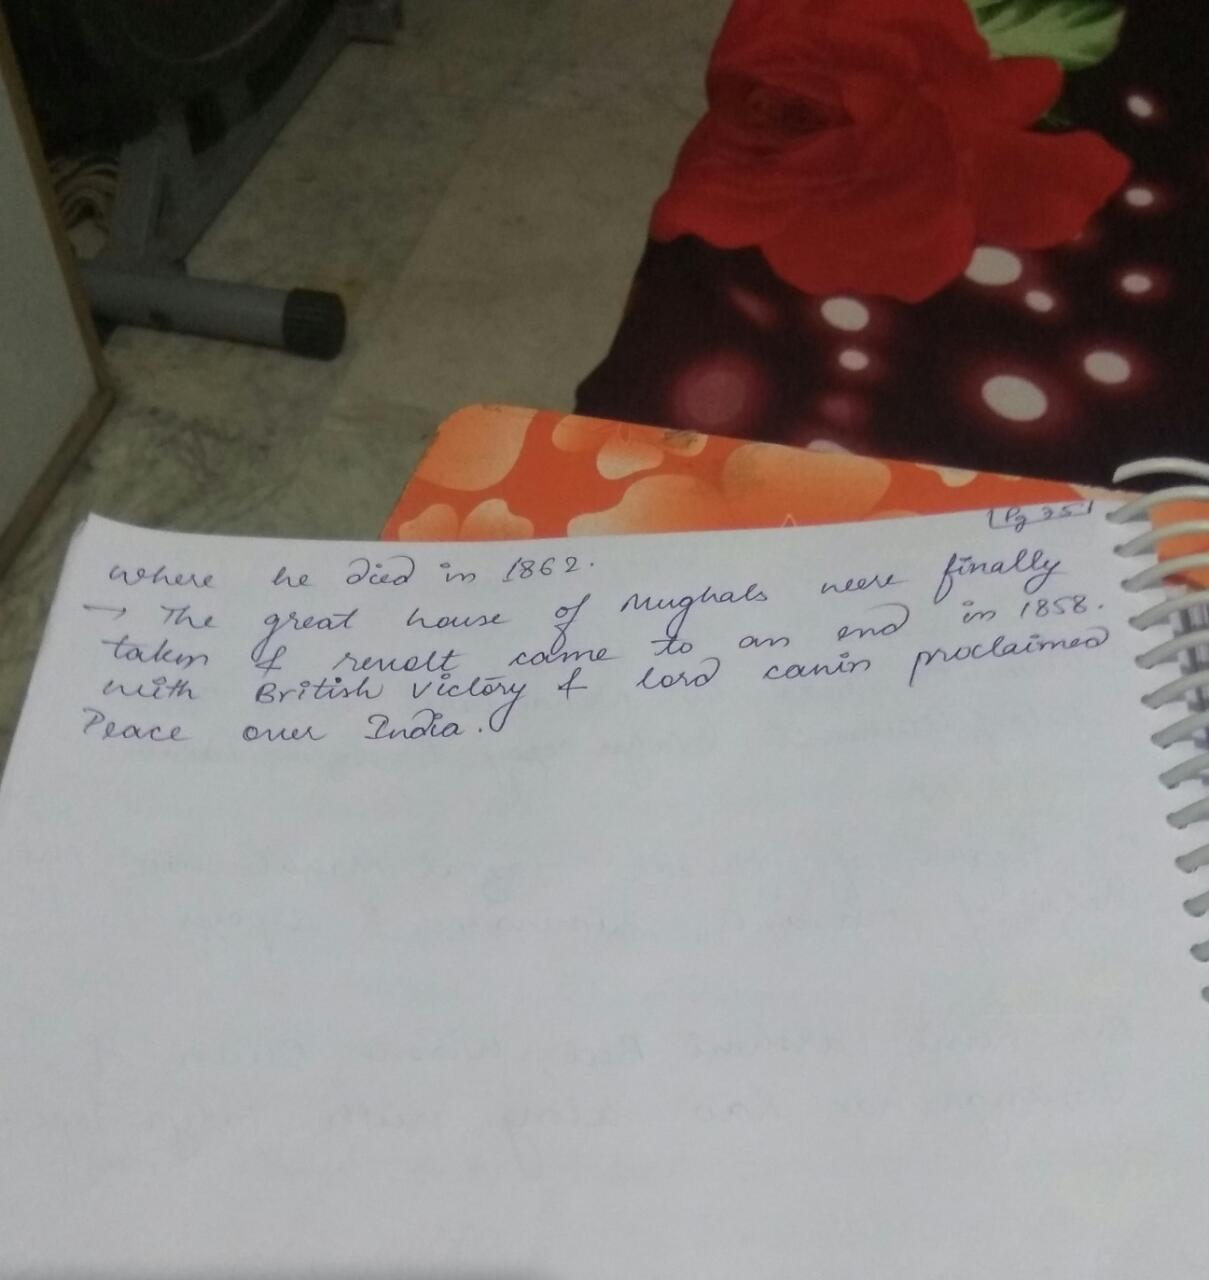 Pg 25
where he died in 1862.
→ The great house of Mughals were finally
taken & revolt came to an end in 1858.
with British victory & lord canin proclaimed
Peace over India.